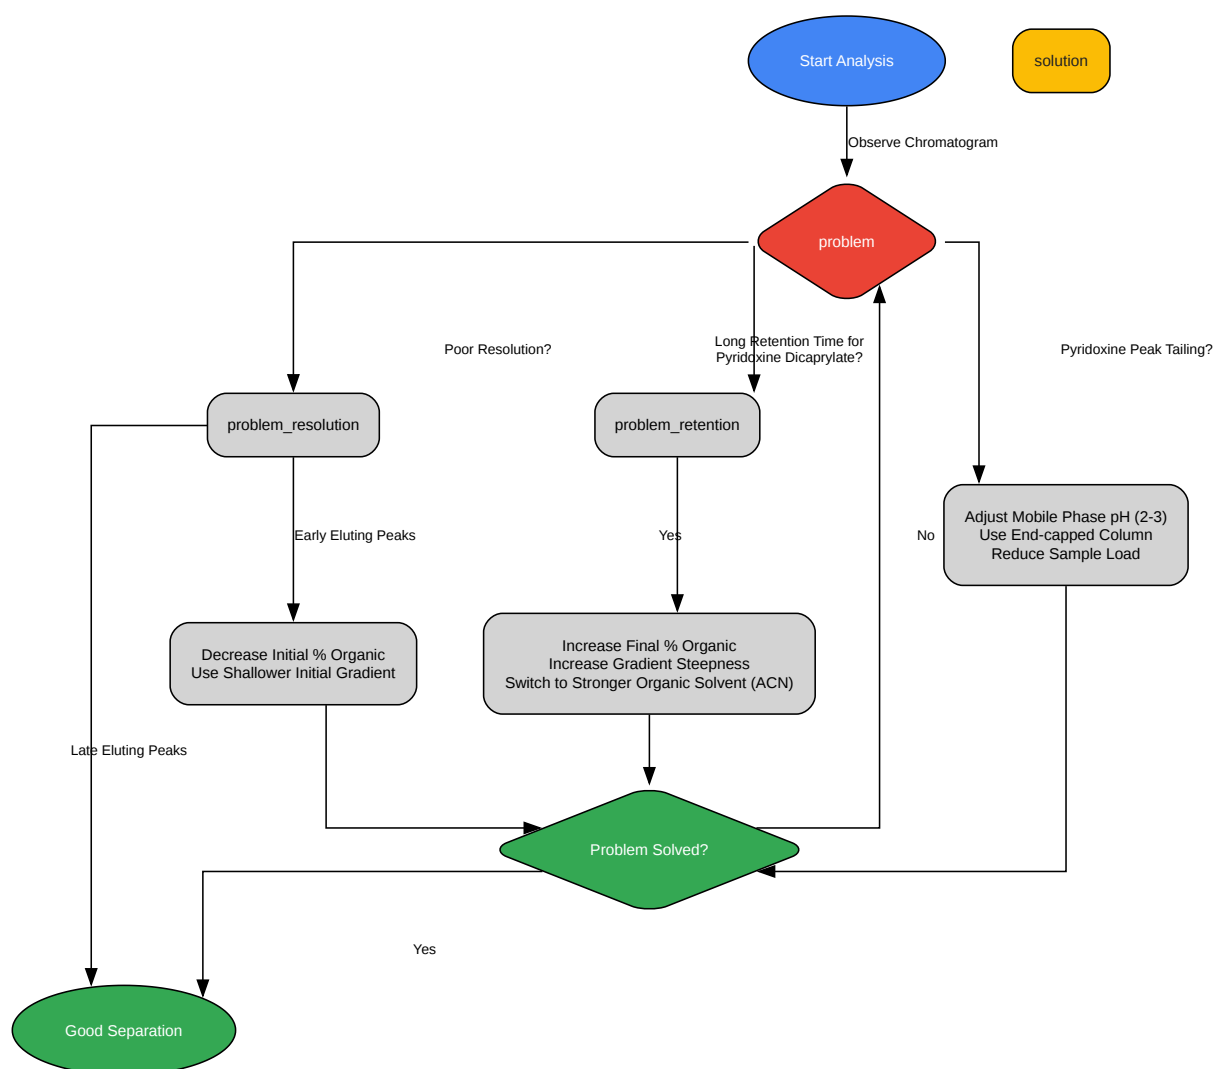 Start Analysis
solution
Observe Chromatogram
problem
Poor Resolution?
Long Retention Time for
Pyridoxine Dicaprylate?
Pyridoxine Peak Tailing?
problem_resolution
problem_retention
Early Eluting Peaks
Yes
No
Adjust Mobile Phase pH (2-3)
Use End-capped Column
Reduce Sample Load
Decrease Initial % Organic
Use Shallower Initial Gradient
Increase Final % Organic
Increase Gradient Steepness
Switch to Stronger Organic Solvent (ACN)
Late Eluting Peaks
Problem Solved?
Yes
Good Separation